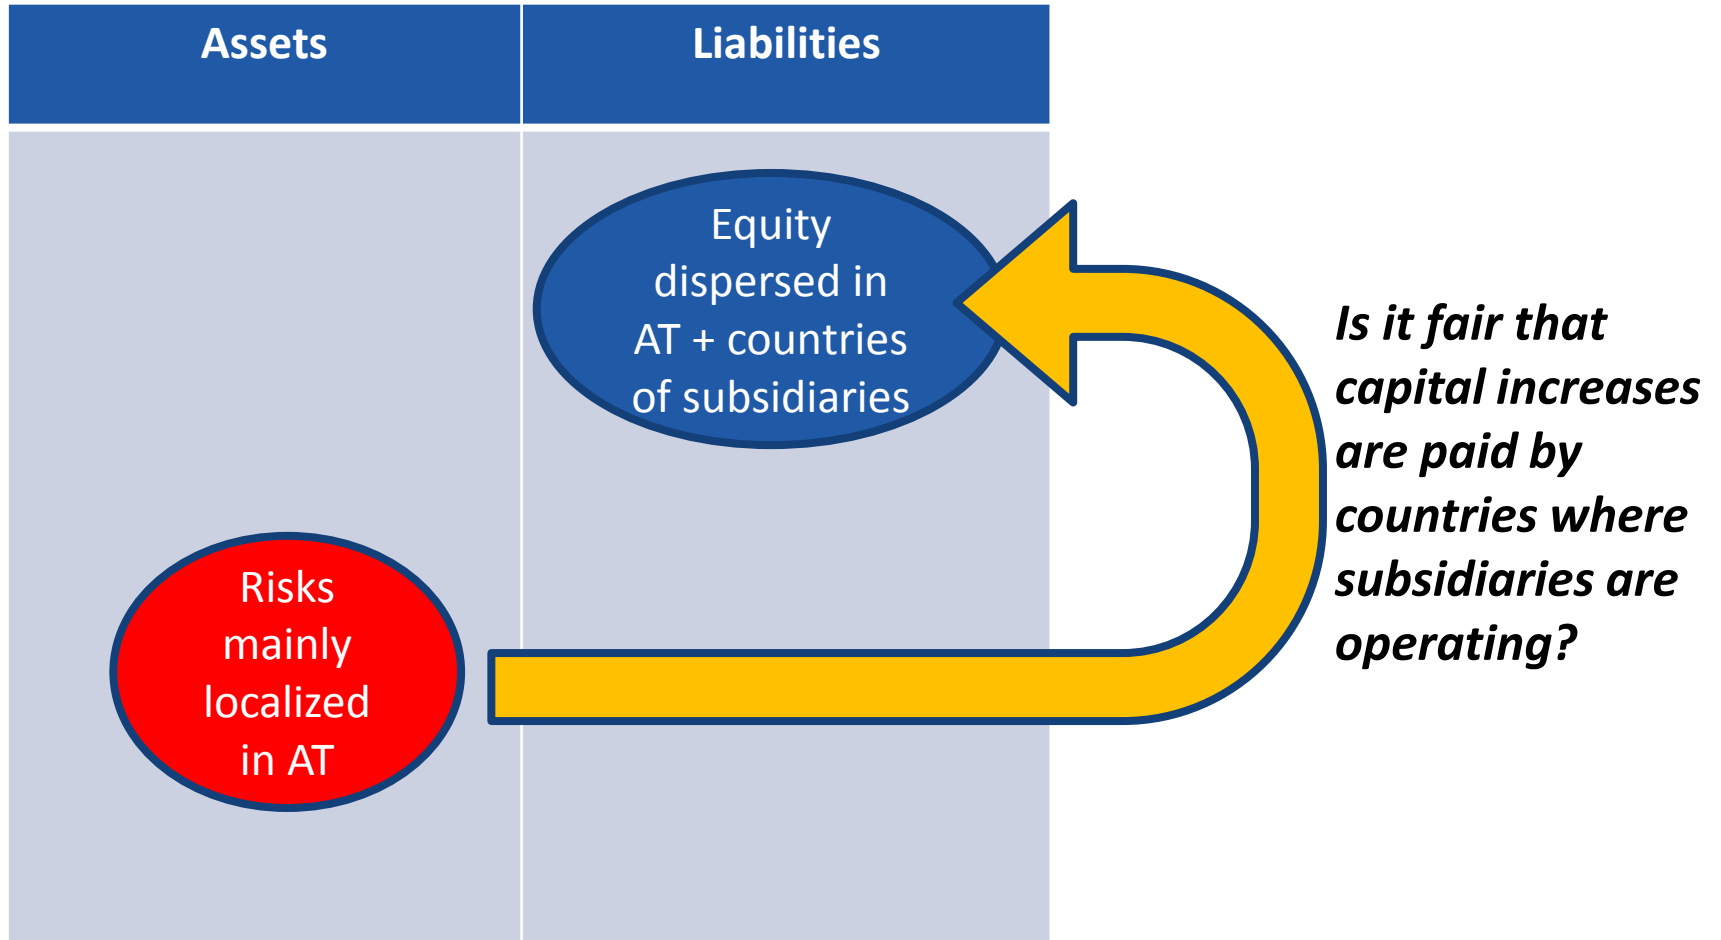 Assets
Liabilities
Equity
dispersed in
AT + countries
of subsidiaries
Is it fair that
capital increases
are paid by
countries where
subsidiaries are
operating?
Risks
mainly
localized
in AT